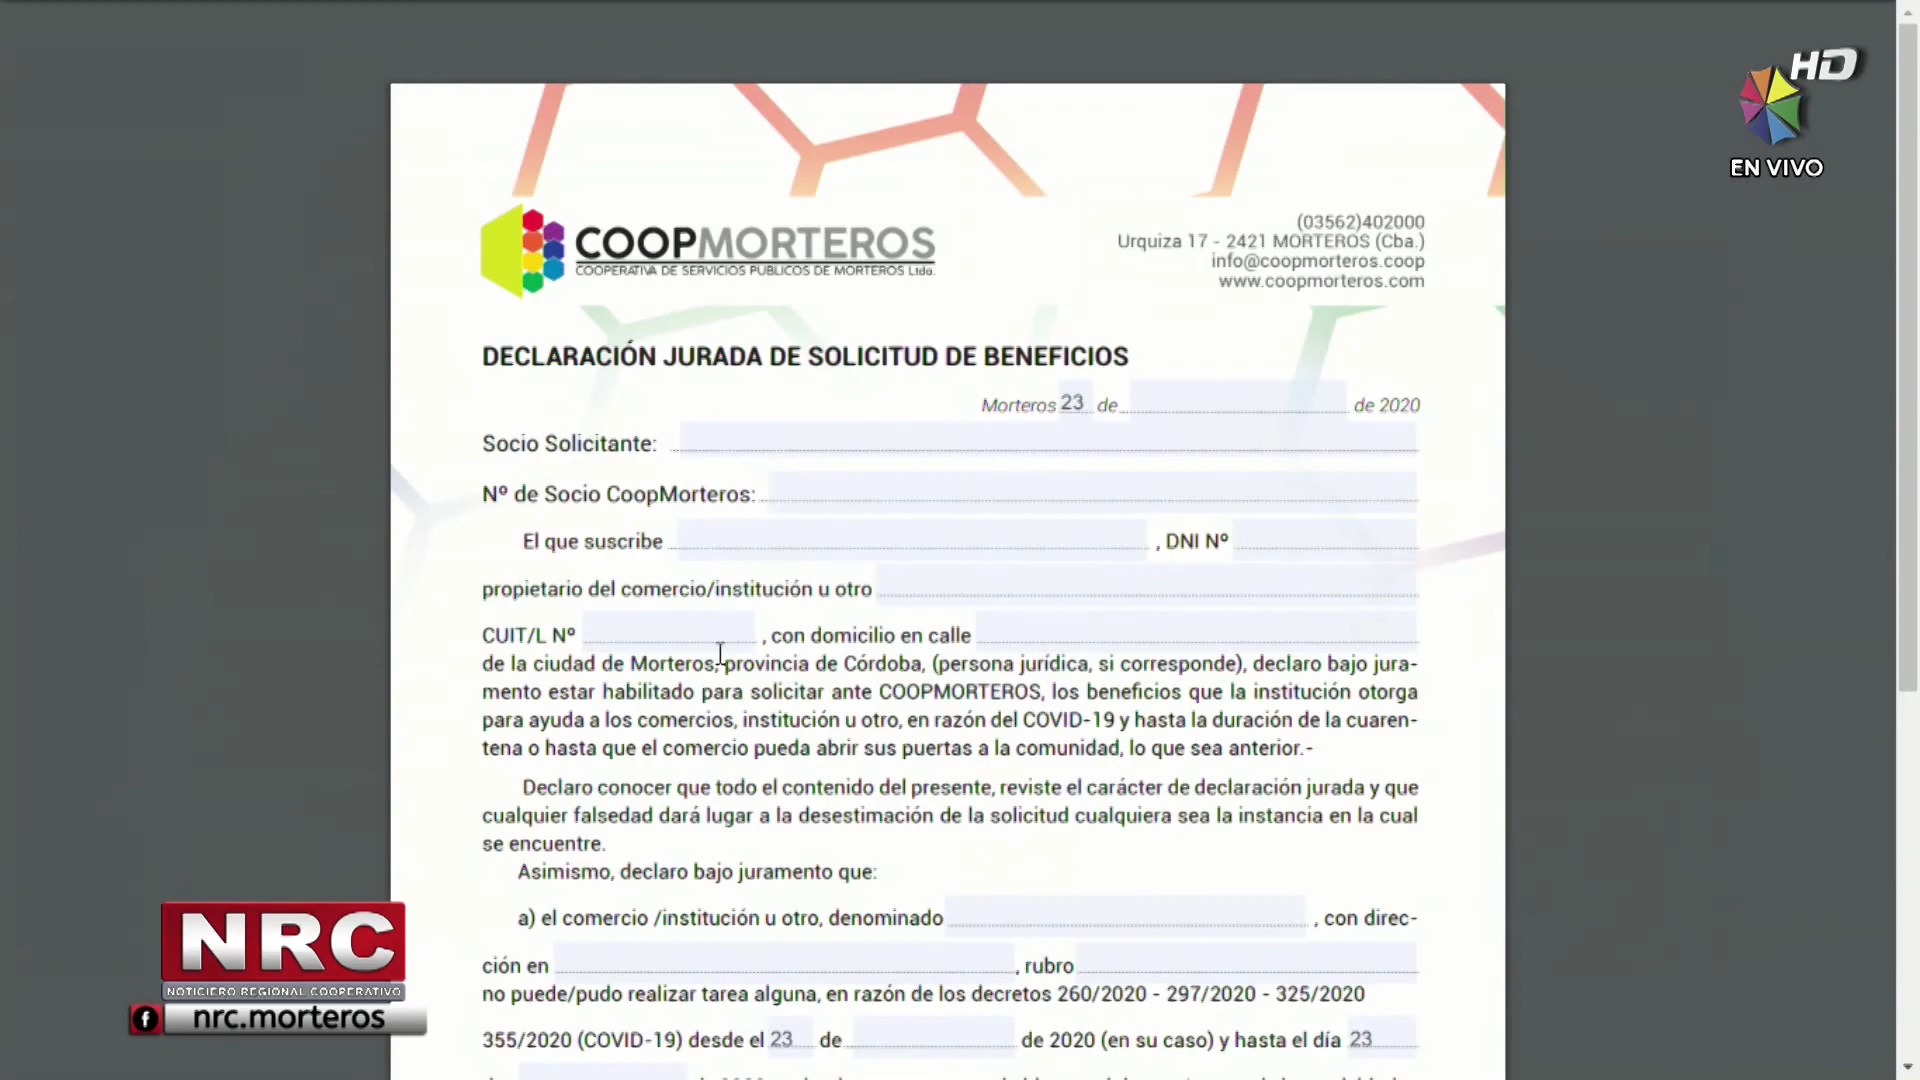 HD
EN VIVO
COOPMORTEROS
COOPERATIVA DE SERVICIOS PUBLICOS DE MORTEROS Ltda.
(03562)402000
Urquiza 17 - 2421 MORTEROS (Cba.)
info@coopmorteros.coop
www.coopmorteros.com
DECLARACIÓN JURADA DE SOLICITUD DE BENEFICIOS
Morteros 23 de de 2020
Socio Solicitante:
Nº de Socio CoopMorteros:
El que suscribe , DNI Nº
propietario del comercio/institución u otro
CUIT/L Nº , con domicilio en calle
de la ciudad de Morteros, provincia de Córdoba, (persona jurídica, si corresponde), declaro bajo jura-
mento estar habilitado para solicitar ante COOPMORTEROS, los beneficios que la institución otorga
para ayuda a los comercios, institución u otro, en razón del COVID-19 y hasta la duración de la cuaren-
tena o hasta que el comercio pueda abrir sus puertas a la comunidad, lo que sea anterior.-
Declaro conocer que todo el contenido del presente, reviste el carácter de declaración jurada y que
cualquier falsedad dará lugar a la desestimación de la solicitud cualquiera sea la instancia en la cual
se encuentre.
Asimismo, declaro bajo juramento que:
a) el comercio /institución u otro, denominado , con direc-
ción en , rubro
no puede/pudo realizar tarea alguna, en razón de los decretos 260/2020 - 297/2020 - 325/2020
355/2020 (COVID-19) desde el 23 de de 2020 (en su caso) y hasta el día 23
NRC
NOTICIERO REGIONAL COOPERATIVO
nrc.morteros